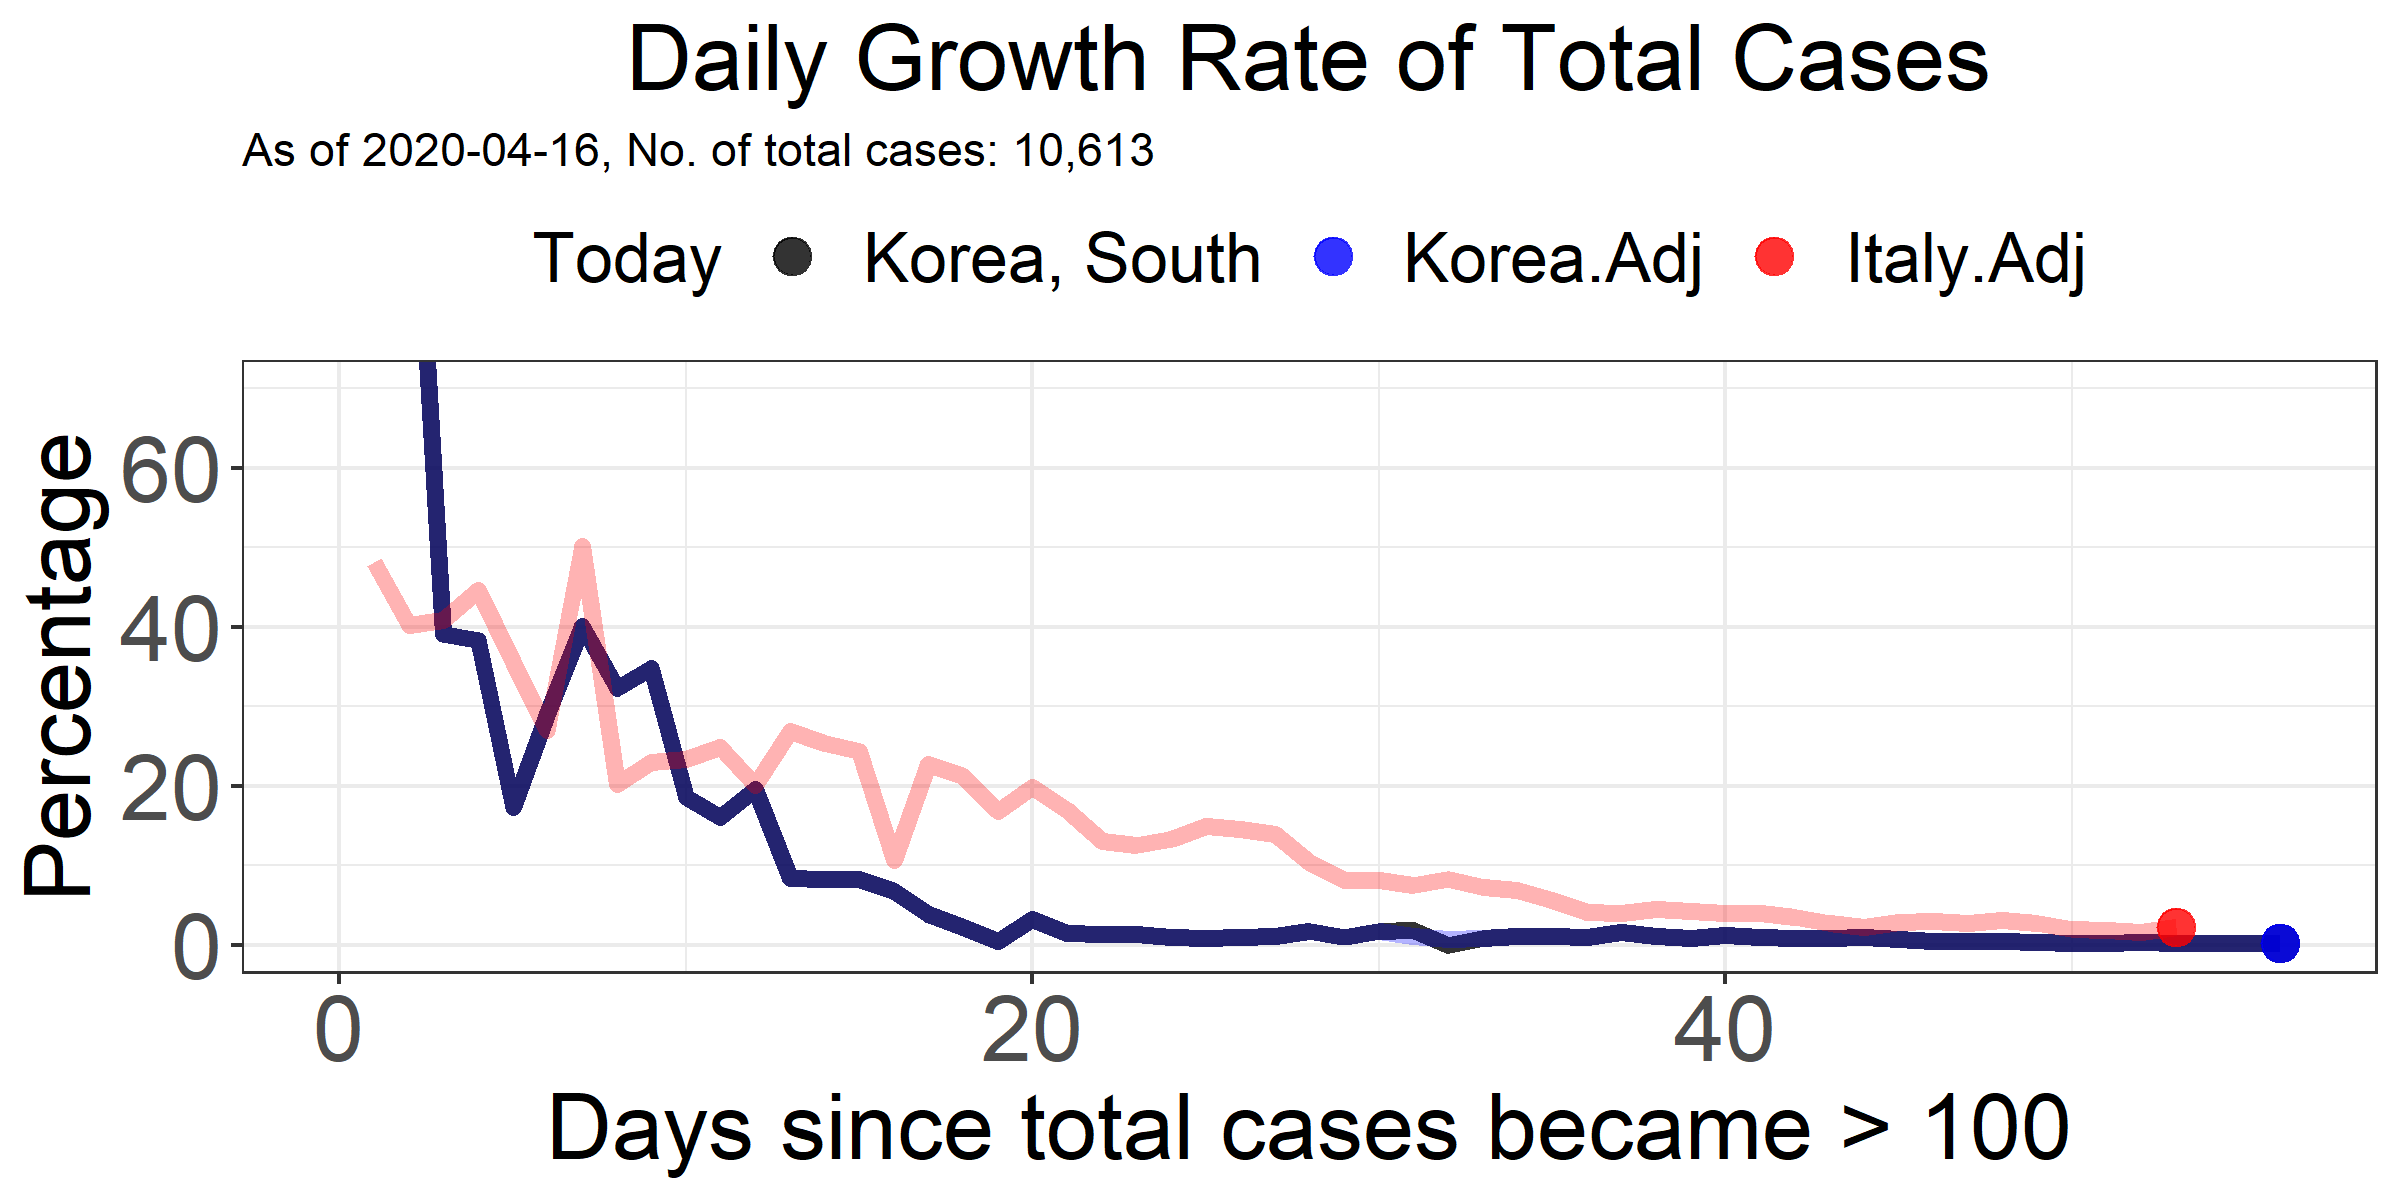 Daily Growth Rate of Total Cases
As of 2020-04-16, No. of total cases: 10,613
Today Korea, South Korea.Adj Italy.Adj
Percentage
60
40
20
0
0 20 40
Days since total cases became > 100